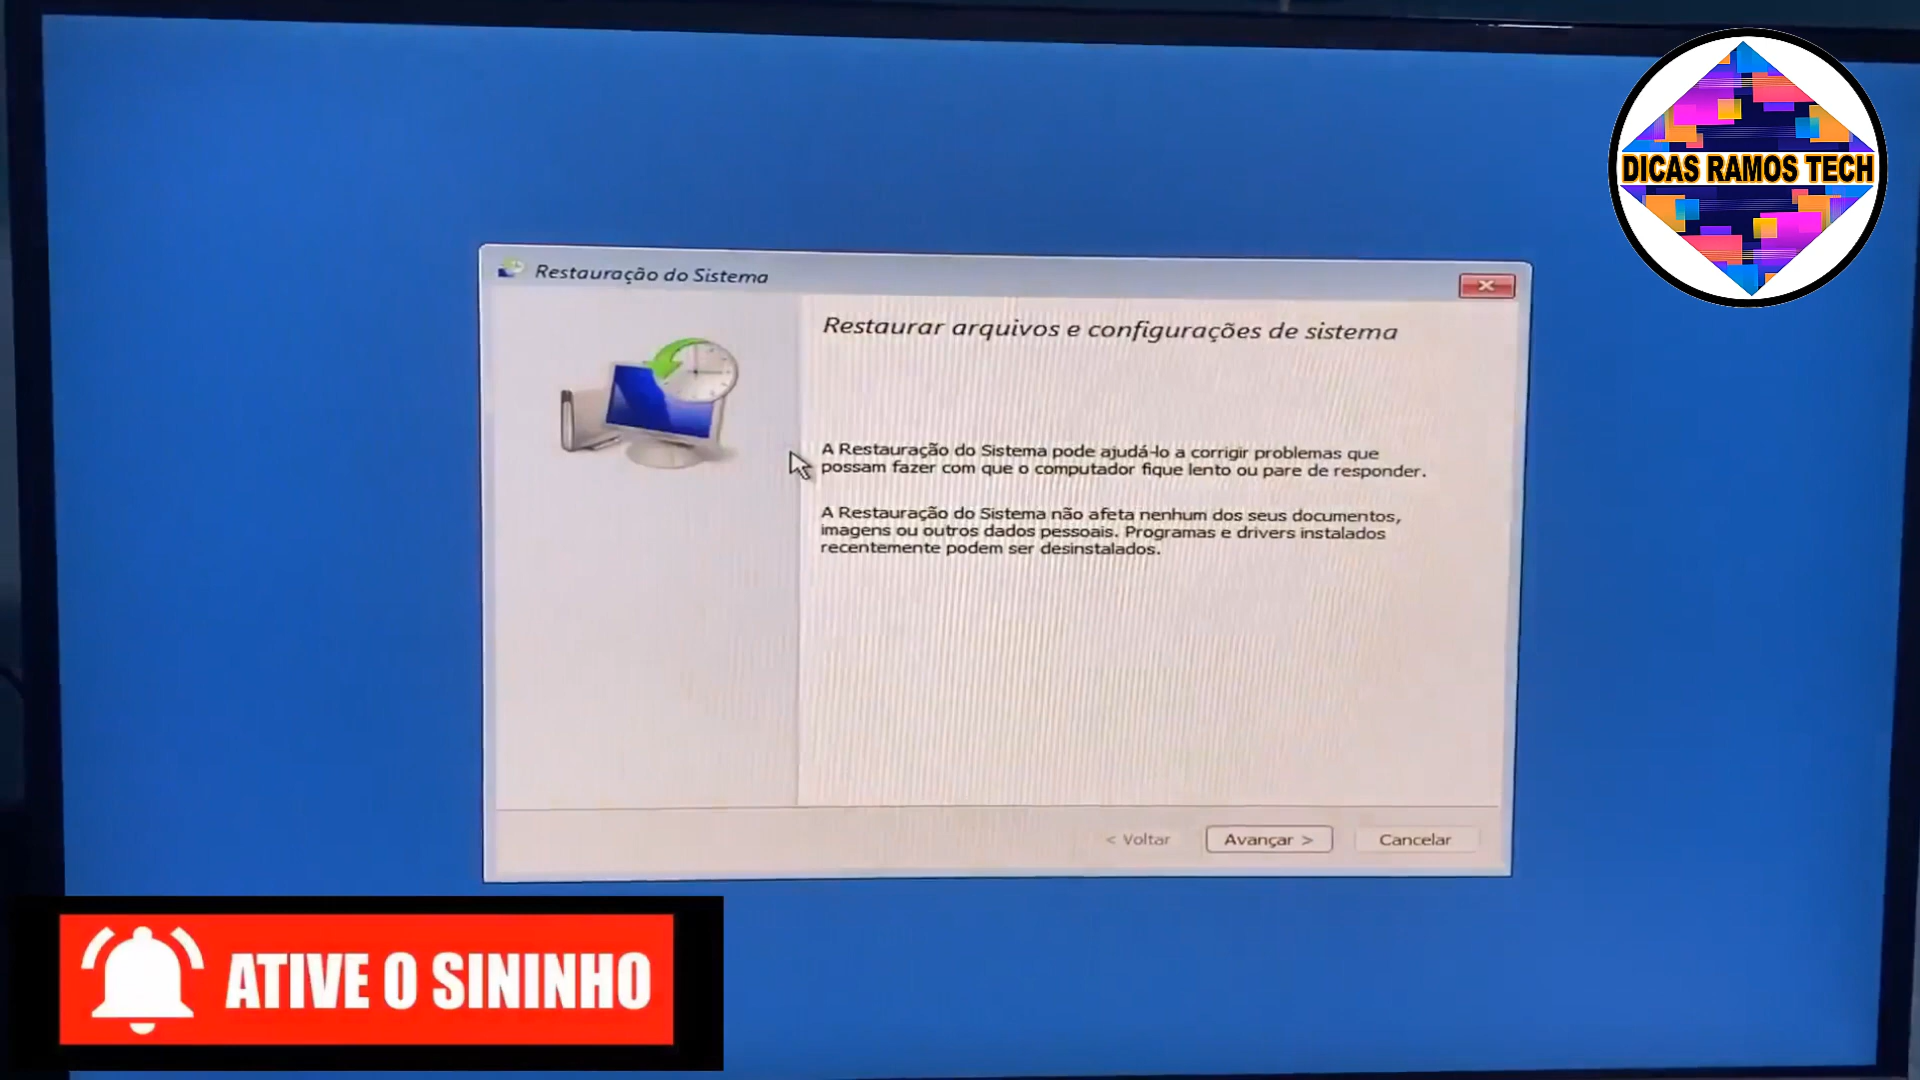 DICAS RAMOS TECH
Restauração do Sistema
Restaurar arquivos e configurações de sistema
A Restauração do Sistema pode ajudá-lo a corrigir problemas que
possam fazer com que o computador fique lento ou pare de responder.
A Restauração do Sistema não afeta nenhum dos seus documentos,
imagens ou outros dados pessoais. Programas e drivers instalados
recentemente podem ser desinstalados.
< Voltar
Avançar >
Cancelar
ATIVE O SININHO